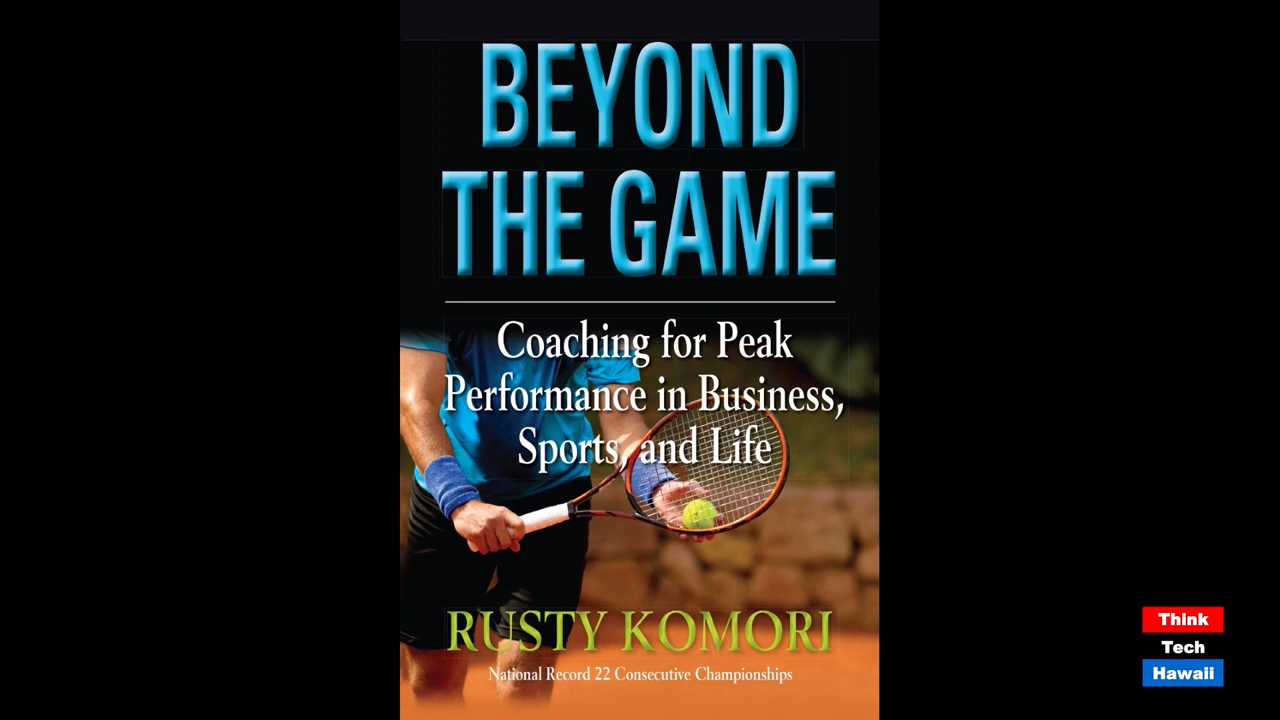 BEYOND
THE GAME
Coaching for Peak
Performance in Business,
Sports, and Life
RUSTY KOMORI
National Record 22 Consecutive Championships
Think
Tech
Hawaii